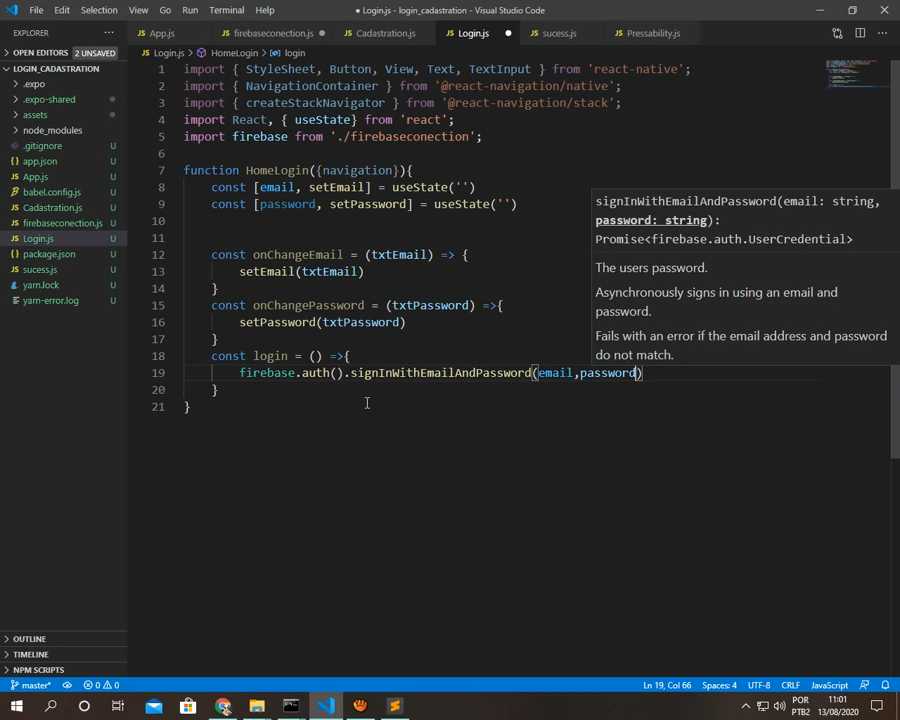 File Edit Selection View Go Run Terminal Help
● Login.js - login_cadastration - Visual Studio Code
EXPLORER ···
OPEN EDITORS 2 UNSAVED
LOGIN_CADASTRATION
.expo
.expo-shared
assets
node_modules
.gitignore U
app.json U
App.js U
babel.config.js U
Cadastration.js U
firebaseconection.js U
Login.js U
package.json U
sucess.js U
yarn.lock U
yarn-error.log U
OUTLINE
TIMELINE
NPM SCRIPTS
JS App.js JS firebaseconection.js ● JS Cadastration.js JS Login.js ● JS sucess.js JS Pressability.js
JS Login.js > HomeLogin > login
1 import { StyleSheet, Button, View, Text, TextInput } from 'react-native';
2 import { NavigationContainer } from '@react-navigation/native';
3 import { createStackNavigator } from '@react-navigation/stack';
4 import React, { useState} from 'react';
5 import firebase from './firebaseconection';
6
7 function HomeLogin({navigation}){
8 const [email, setEmail] = useState('')
9 const [password, setPassword] = useState('')
10
11
12 const onChangeEmail = (txtEmail) => {
13 setEmail(txtEmail)
14 }
15 const onChangePassword = (txtPassword) =>{
16 setPassword(txtPassword)
17 }
18 const login = () =>{
19 firebase.auth().signInWithEmailAndPassword(email,password)
20 }
21 }
signInWithEmailAndPassword(email: string,
password: string):
Promise<firebase.auth.UserCredential>
The users password.
Asynchronously signs in using an email and
password.
Fails with an error if the email address and password
do not match.
master* 0 0 Ln 19, Col 66 Spaces: 4 UTF-8 CRLF JavaScript
POR
PTB2
11:01
13/08/2020